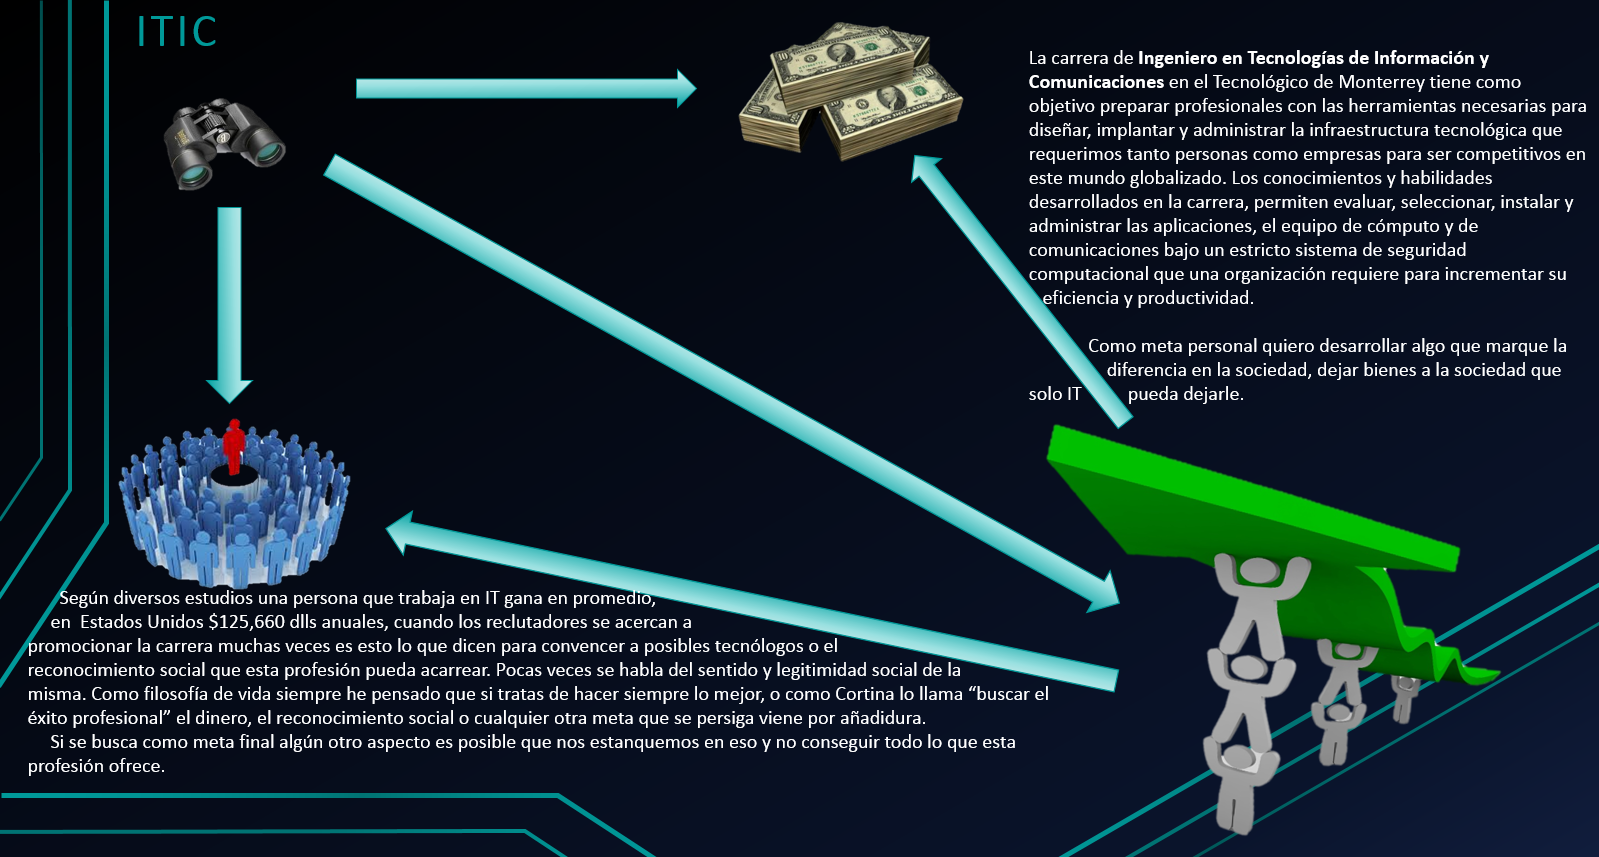 ITIC
La carrera de Ingeniero en Tecnologías de Información y
Comunicaciones en el Tecnológico de Monterrey tiene como
objetivo preparar profesionales con las herramientas necesarias para
diseñar, implantar y administrar la infraestructura tecnológica que
requerimos tanto personas como empresas para ser competitivos en
este mundo globalizado. Los conocimientos y habilidades
desarrollados en la carrera, permiten evaluar, seleccionar, instalar y
administrar las aplicaciones, el equipo de cómputo y de
comunicaciones bajo un estricto sistema de seguridad
computacional que una organización requiere para incrementar su
eficiencia y productividad.
Como meta personal quiero desarrollar algo que marque la
diferencia en la sociedad, dejar bienes a la sociedad que
solo IT pueda dejarle.
Según diversos estudios una persona que trabaja en IT gana en promedio,
en Estados Unidos $125,660 dlls anuales, cuando los reclutadores se acercan a
promocionar la carrera muchas veces es esto lo que dicen para convencer a posibles tecnólogos o el
reconocimiento social que esta profesión pueda acarrear. Pocas veces se habla del sentido y legitimidad social de la
misma. Como filosofía de vida siempre he pensado que si tratas de hacer siempre lo mejor, o como Cortina lo llama “buscar el
éxito profesional” el dinero, el reconocimiento social o cualquier otra meta que se persiga viene por añadidura.
Si se busca como meta final algún otro aspecto es posible que nos estanquemos en eso y no conseguir todo lo que esta
profesión ofrece.